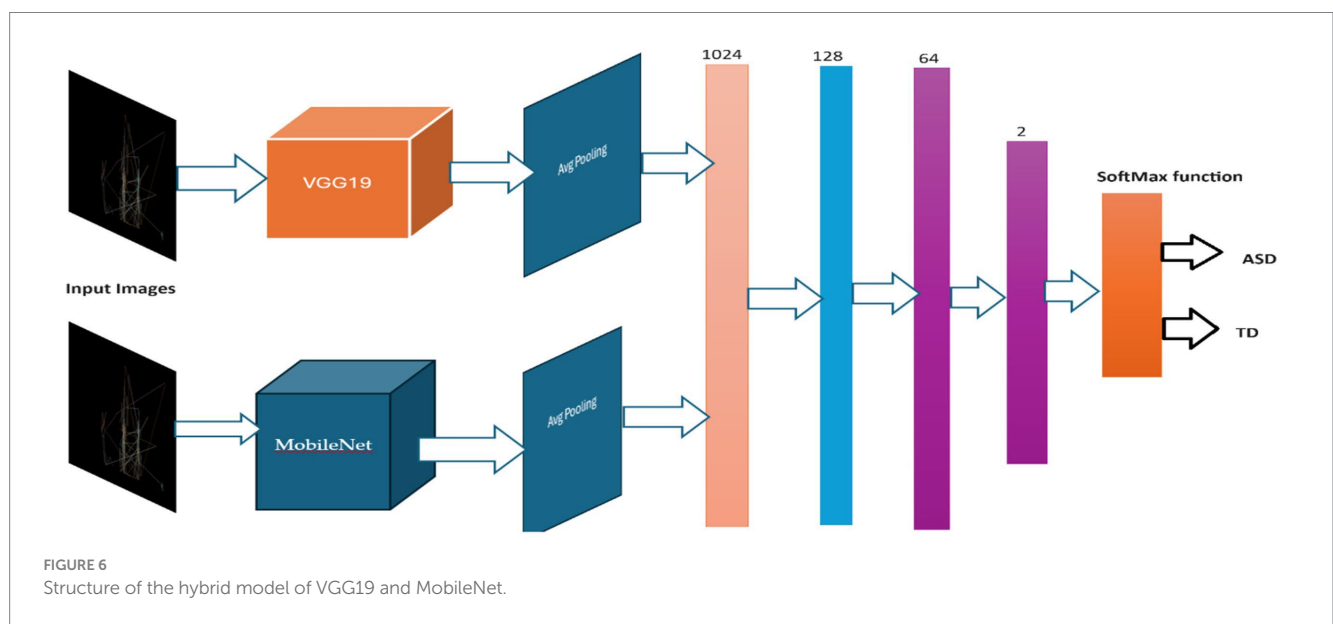 1024
128
64
2
VGG19
Avg Pooling
SoftMax function
ASD
Input Images
TD
MobileNet
Avg Pooling
FIGURE 6
Structure of the hybrid model of VGG19 and MobileNet.